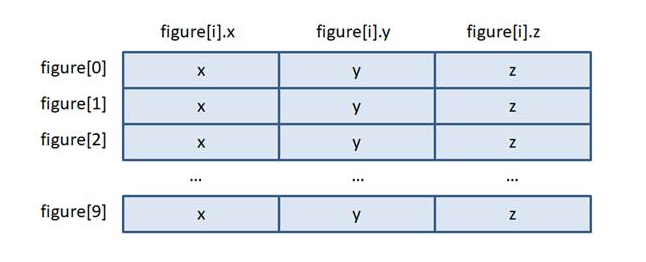 figure[i].x figure[i].y figure[i].z
figure[0] x y z
figure[1] x y z
figure[2] x y z
... ... ...
figure[9] x y z